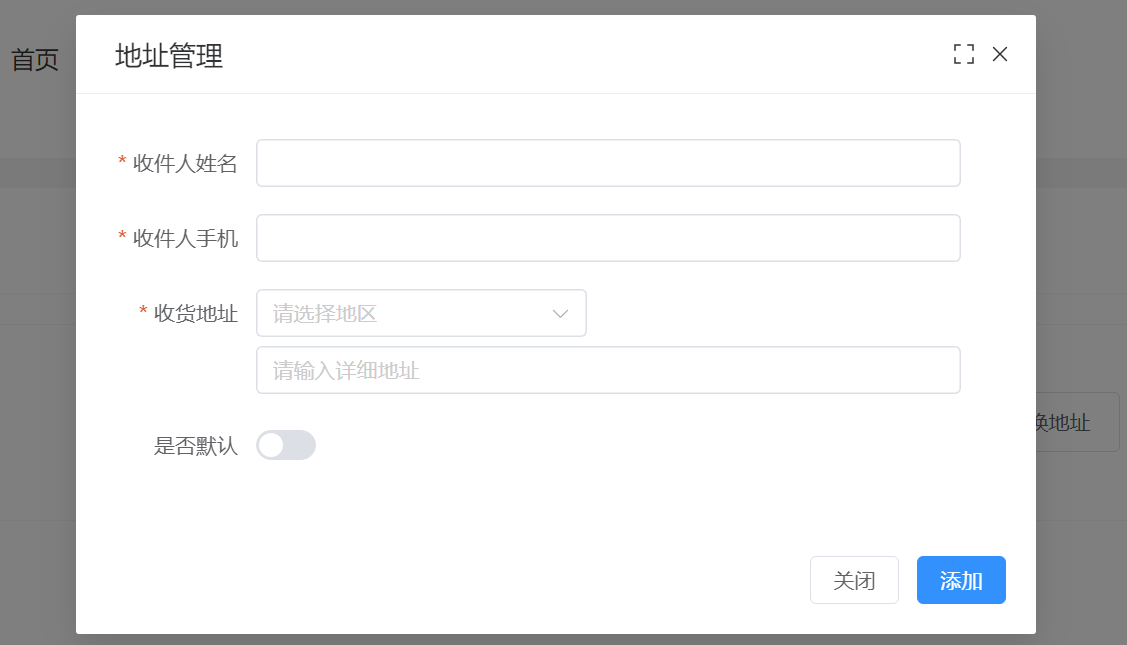 首页
地址管理
* 收件人姓名
* 收件人手机
* 收货地址 请选择地区
请输入详细地址
是否默认
换地址
关闭 添加